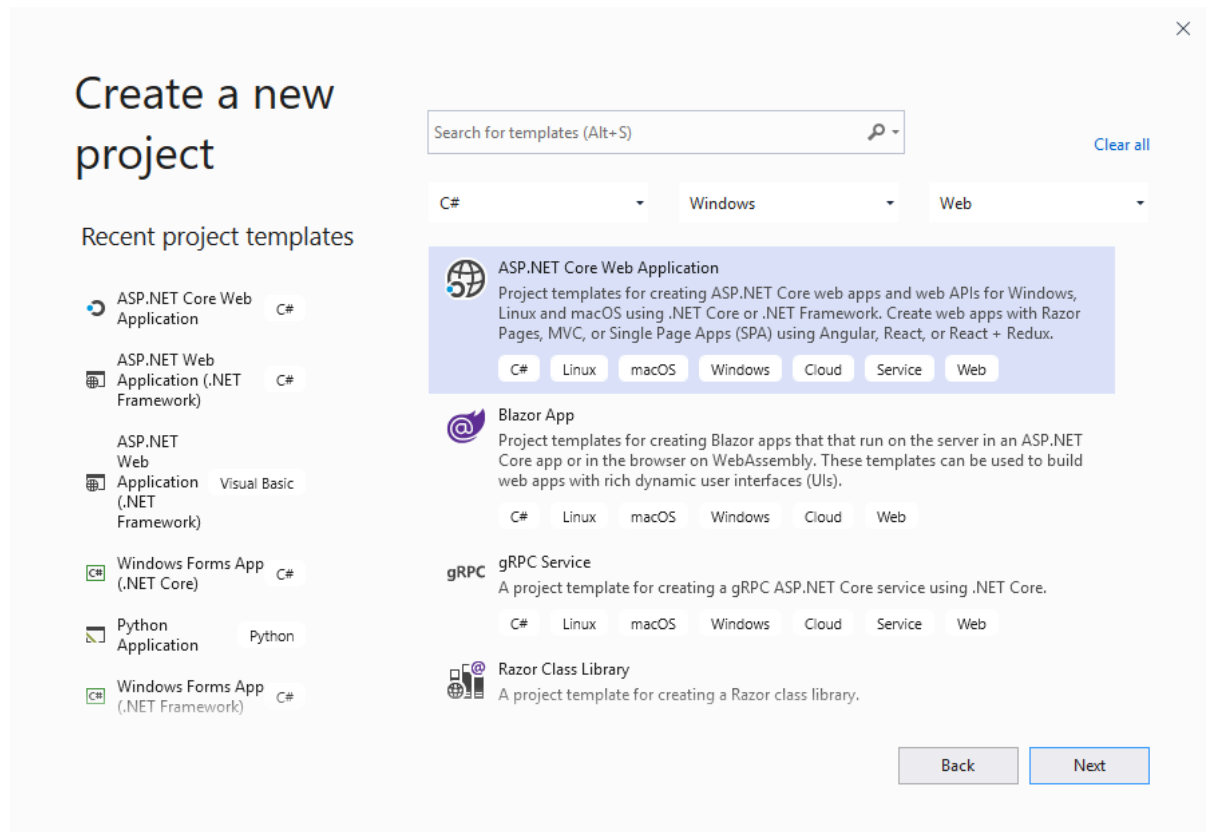 Create a new
project
Search for templates (Alt+S)
Clear all
C#
Windows
Web
Recent project templates
ASP.NET Core Web
Application
C#
ASP.NET Web
Application (.NET
Framework)
C#
ASP.NET
Web
Application
(.NET
Framework)
Visual Basic
Windows Forms App
(.NET Core)
C#
Python
Application
Python
Windows Forms App
(.NET Framework)
C#
ASP.NET Core Web Application
Project templates for creating ASP.NET Core web apps and web APIs for Windows,
Linux and macOS using .NET Core or .NET Framework. Create web apps with Razor
Pages, MVC, or Single Page Apps (SPA) using Angular, React, or React + Redux.
C# Linux macOS Windows Cloud Service Web
Blazor App
Project templates for creating Blazor apps that that run on the server in an ASP.NET
Core app or in the browser on WebAssembly. These templates can be used to build
web apps with rich dynamic user interfaces (UIs).
C# Linux macOS Windows Cloud Web
gRPC
gRPC Service
A project template for creating a gRPC ASP.NET Core service using .NET Core.
C# Linux macOS Windows Cloud Service Web
Razor Class Library
A project template for creating a Razor class library.
Back
Next